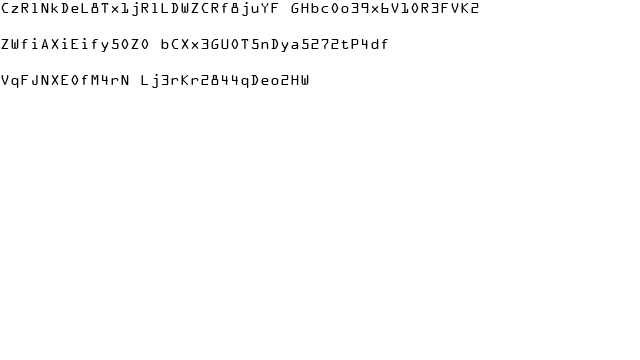 CzR1NkDeL8Tx1jR1LDWZCRf8juYF GHbc0o39x6V10R3FVK2
ZWfiAXiEify50Z0 bCXx3GU0T5nDya5272tP4df
VqFJNXE0fM4rN Lj3rKr2844qDeo2HW